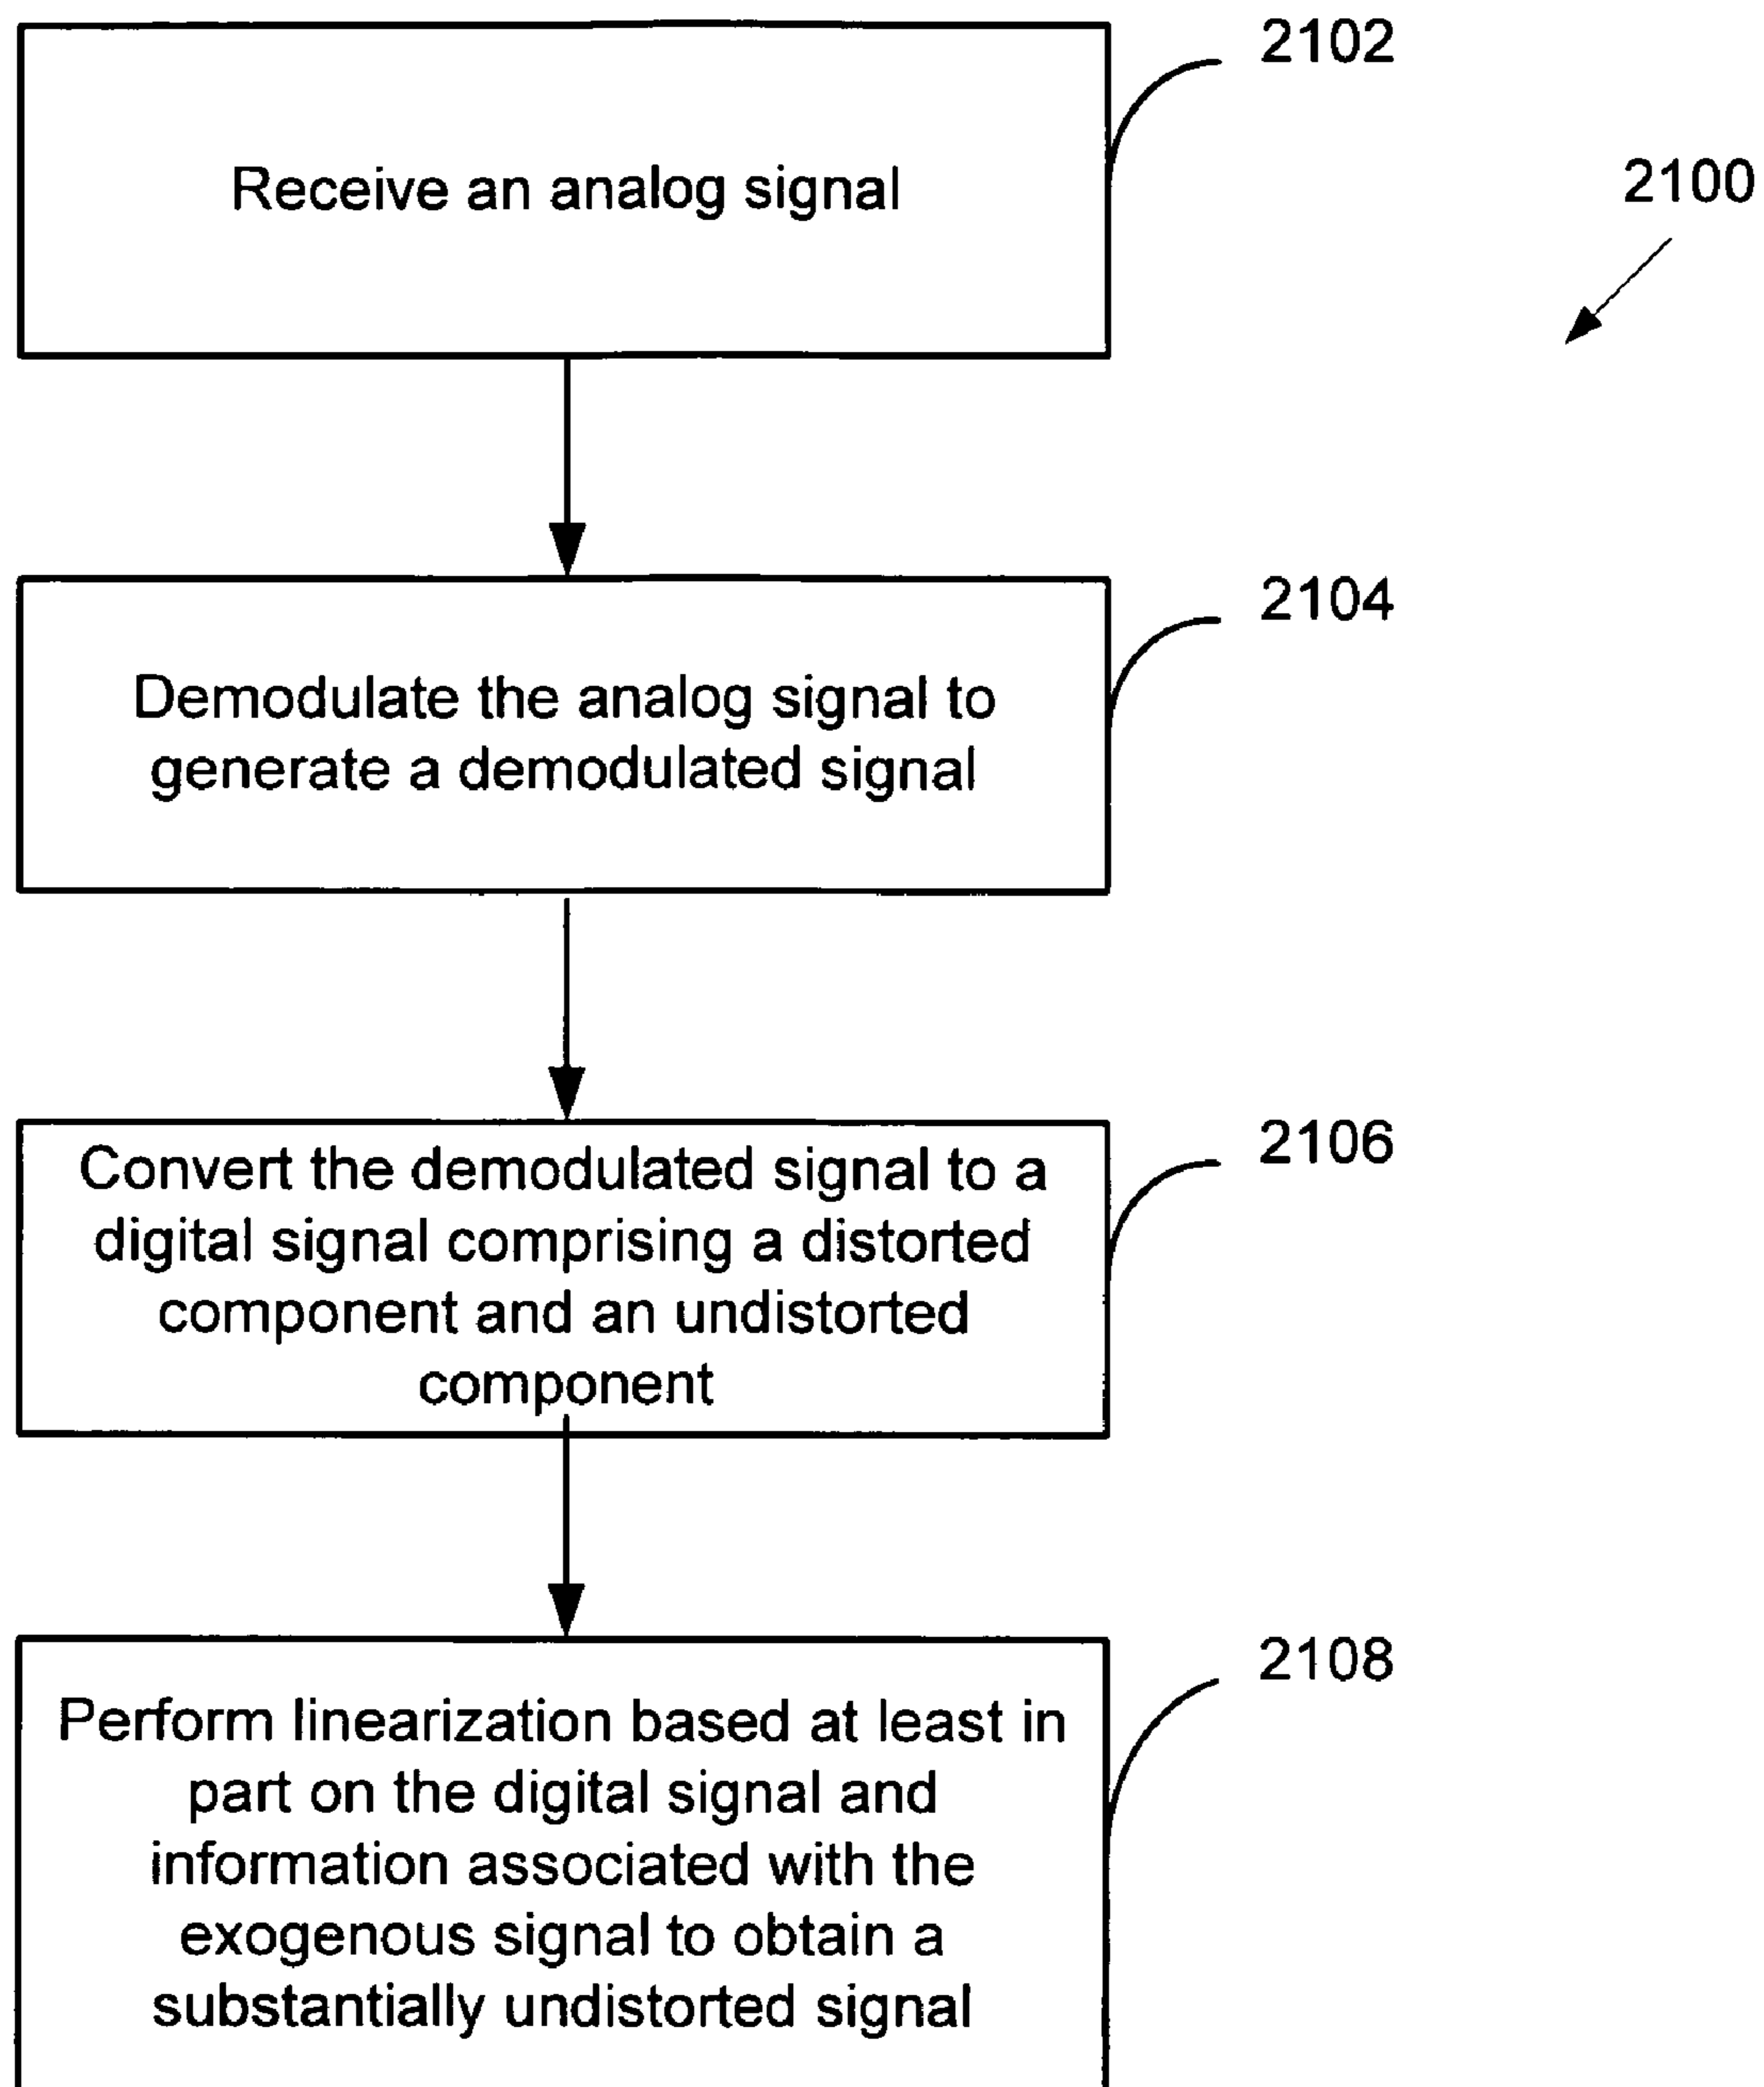 2102
Receive an analog signal
2100
2104
Demodulate the analog signal to
generate a demodulated signal
2106
Convert the demodulated signal to a
digital signal comprising a distorted
component and an undistorted
component
2108
Perform linearization based at least in
part on the digital signal and
information associated with the
exogenous signal to obtain a
substantially undistorted signal